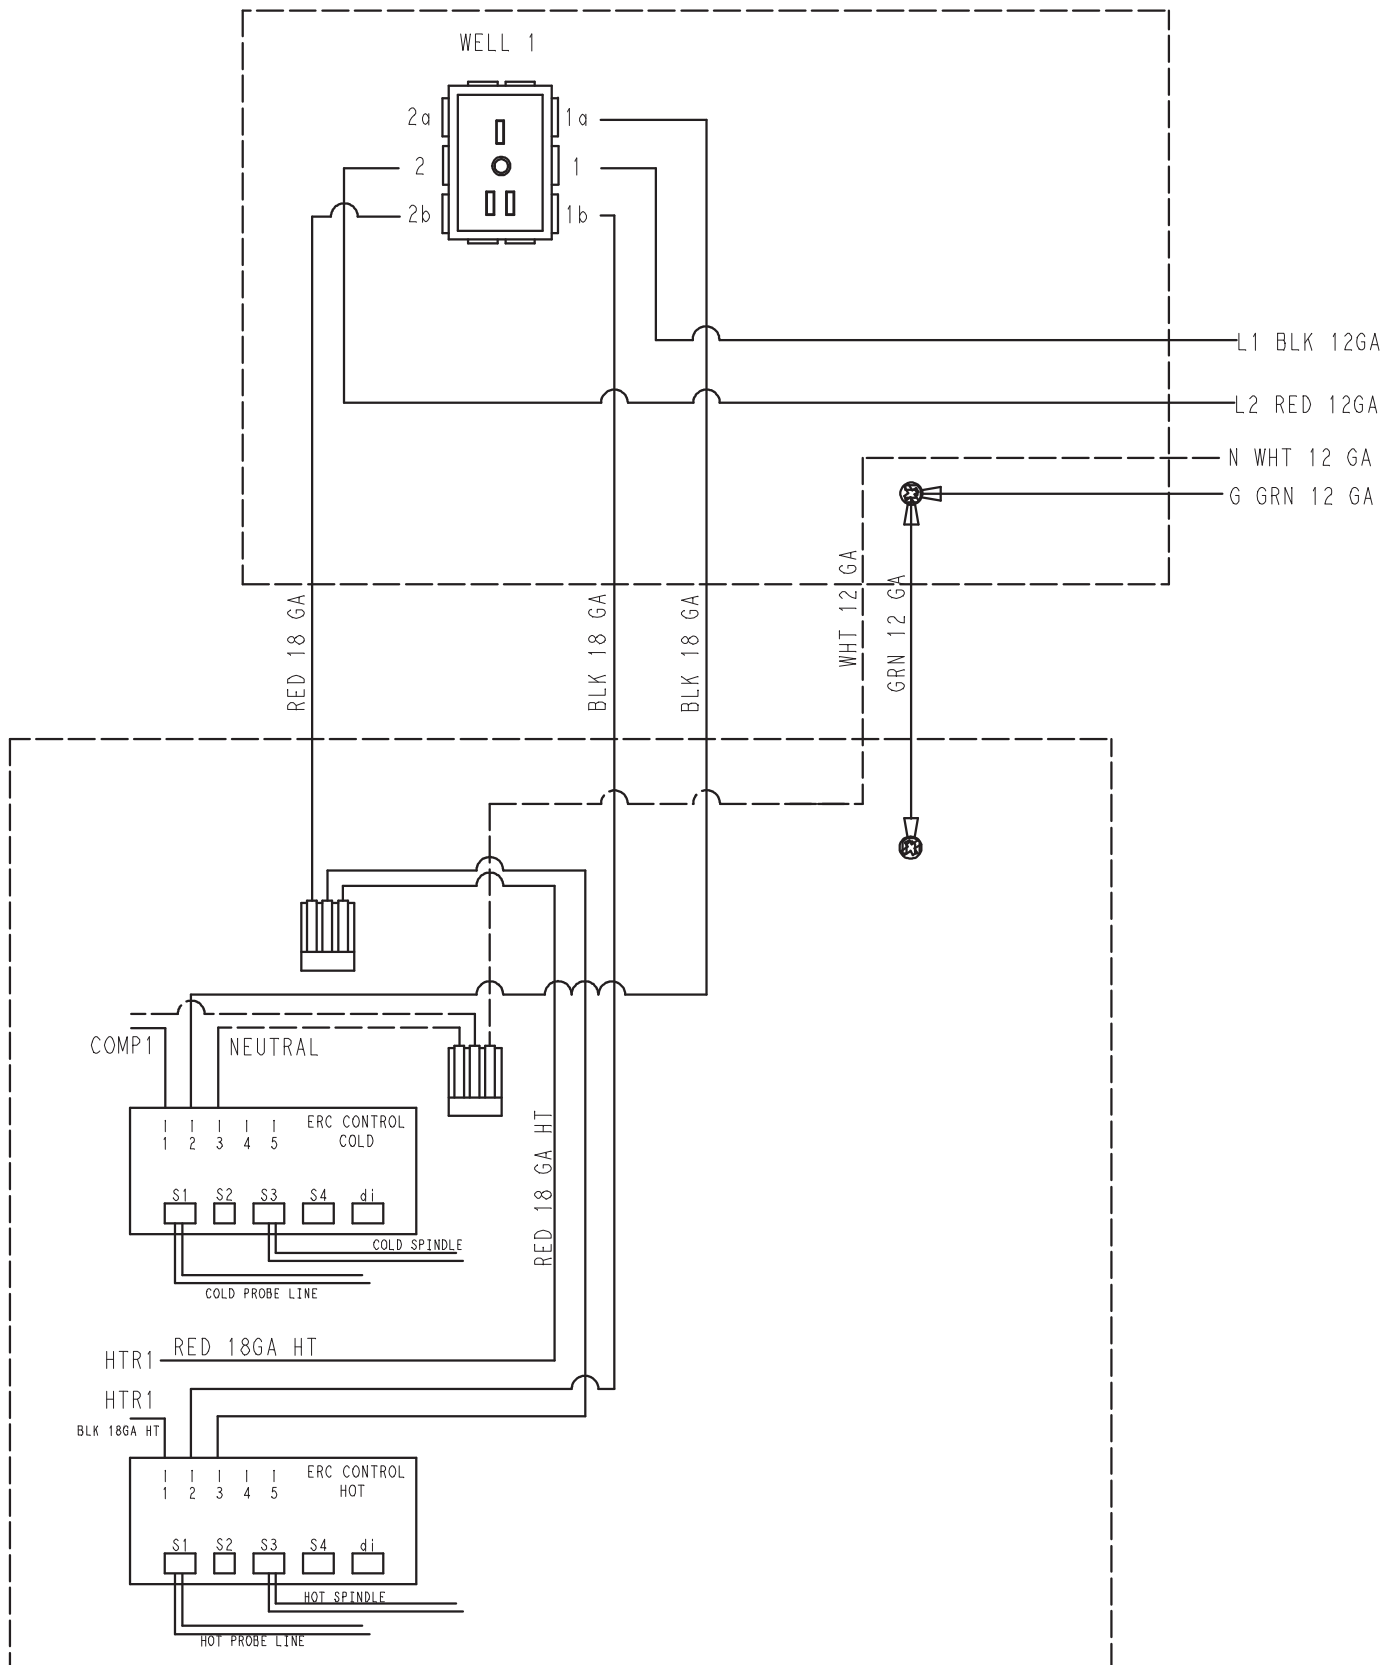 WELL 1
2a
1a
2
1
2b
1b
L1 BLK 12GA
L2 RED 12GA
N WHT 12 GA
G GRN 12 GA
RED 18 GA
BLK 18 GA
BLK 18 GA
WHT 12 GA
GRN 12 GA
COMP1
NEUTRAL
ERC CONTROL
COLD
1 2 3 4 5
S1 S2 S3 S4 di
COLD SPINDLE
COLD PROBE LINE
RED 18 GA HT
RED 18GA HT
HTR1
HTR1
BLK 18GA HT
ERC CONTROL
HOT
1 2 3 4 5
S1 S2 S3 S4 di
HOT SPINDLE
HOT PROBE LINE